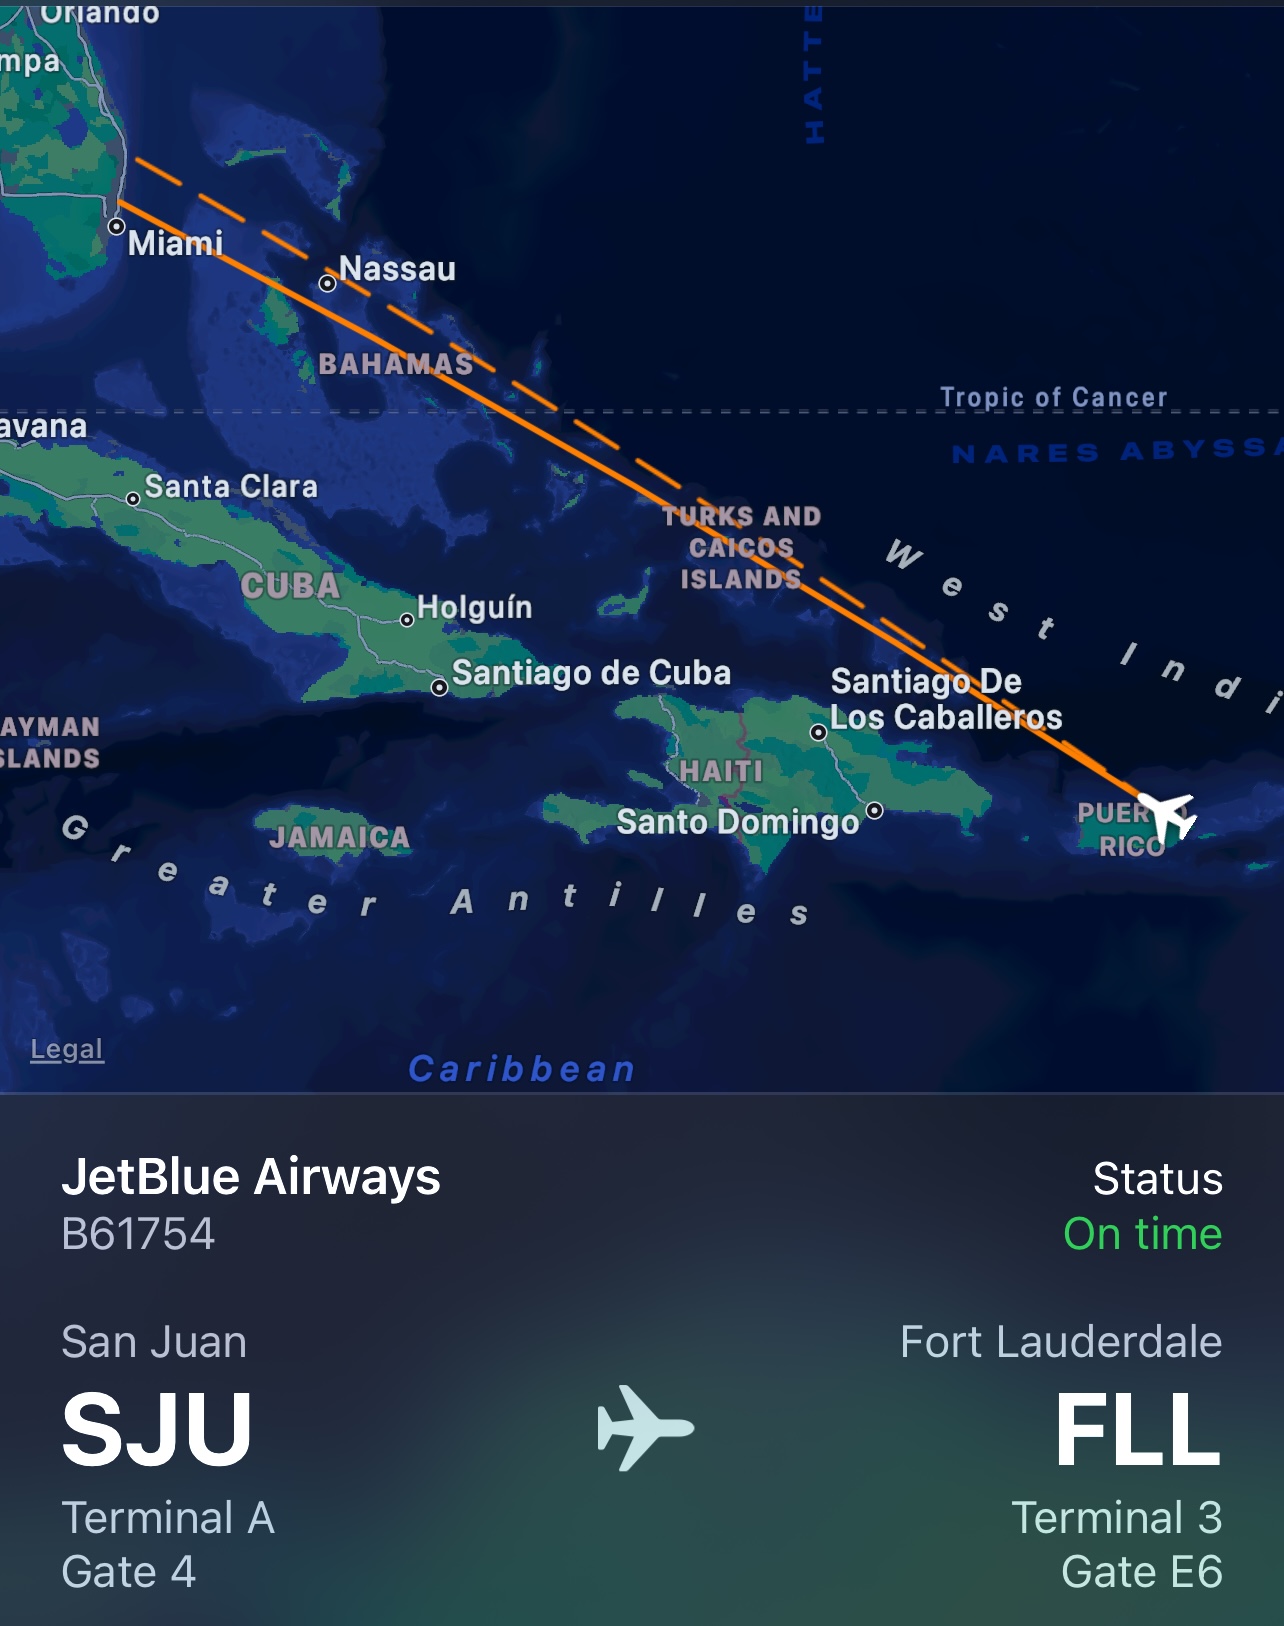 Orlando
mpa
HATTE
Miami
Nassau
BAHAMAS
Tropic of Cancer
NARES ABYSSA
avana
Santa Clara
TURKS AND
CAICOS
ISLANDS
West Indi
CUBA
Holguín
Santiago de Cuba
Santiago De
Los Caballeros
AYMAN
SLANDS
HAITI
PUER
RICO
Santo Domingo
JAMAICA
Greater Antilles
Legal
Caribbean
JetBlue Airways
Status
B61754
On time
San Juan
Fort Lauderdale
SJU
FLL
Terminal A
Terminal 3
Gate 4
Gate E6